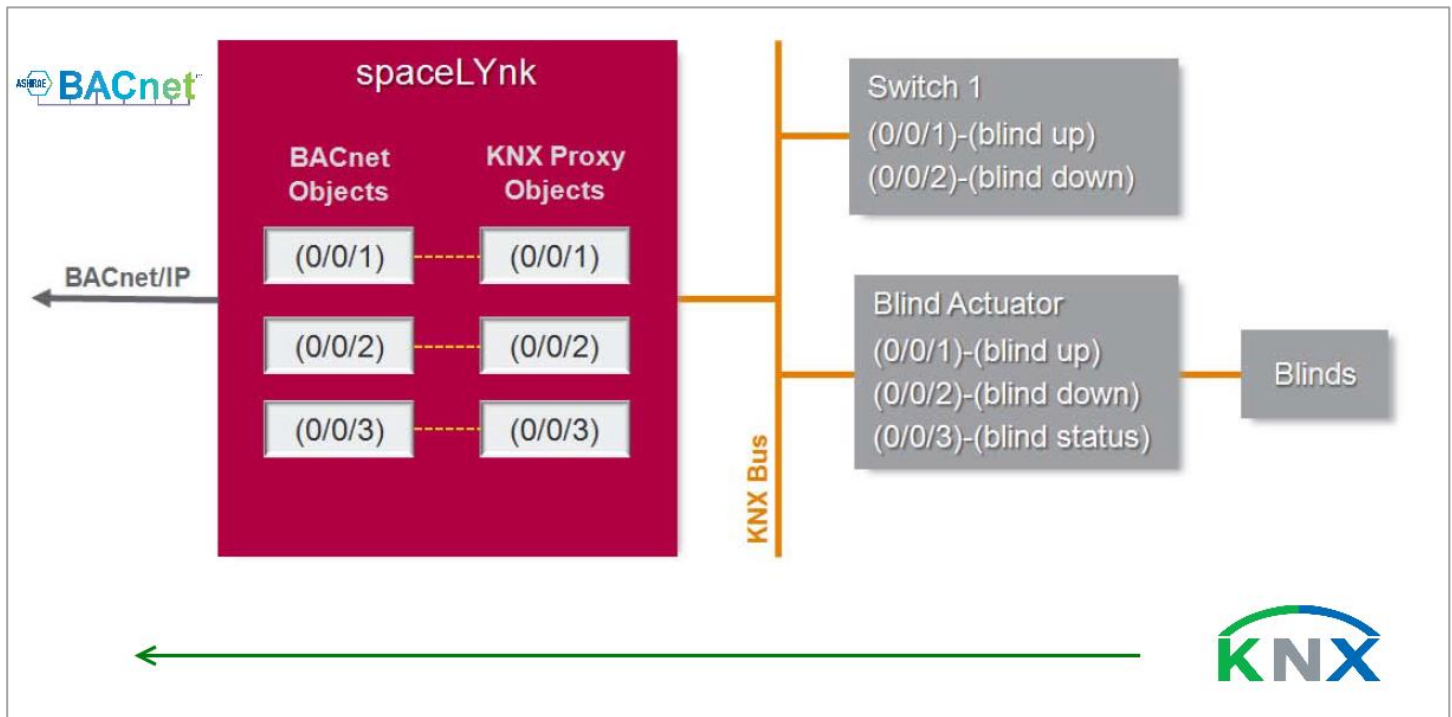 ASHRAE BACnet™
spaceLYnk
BACnet
Objects
KNX Proxy
Objects
(0/0/1)
(0/0/1)
(0/0/2)
(0/0/2)
(0/0/3)
(0/0/3)
BACnet/IP
KNX Bus
Switch 1
(0/0/1)-(blind up)
(0/0/2)-(blind down)
Blind Actuator
(0/0/1)-(blind up)
(0/0/2)-(blind down)
(0/0/3)-(blind status)
Blinds
KNX